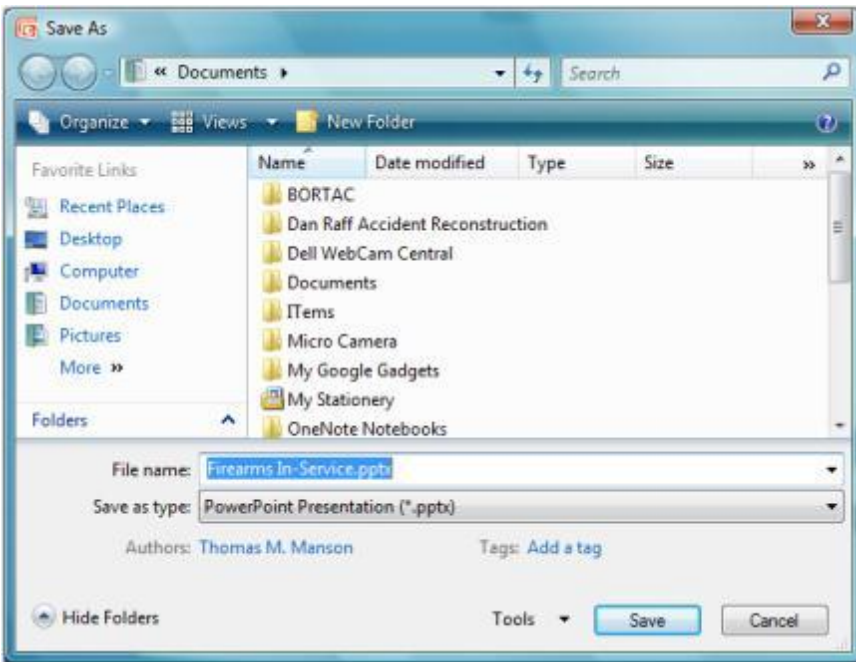 Save As
« Documents
Search
Organize Views New Folder
Favorite Links
Recent Places
Desktop
Computer
Documents
Pictures
More »
Folders
Name Date modified Type Size »
BORTAC
Dan Raff Accident Reconstruction
Dell WebCam Central
Documents
ITems
Micro Camera
My Google Gadgets
My Stationery
OneNote Notebooks
File name: Firearms In-Service.pptx
Save as type: PowerPoint Presentation (*.pptx)
Authors: Thomas M. Manson Tags: Add a tag
Hide Folders Tools Save Cancel